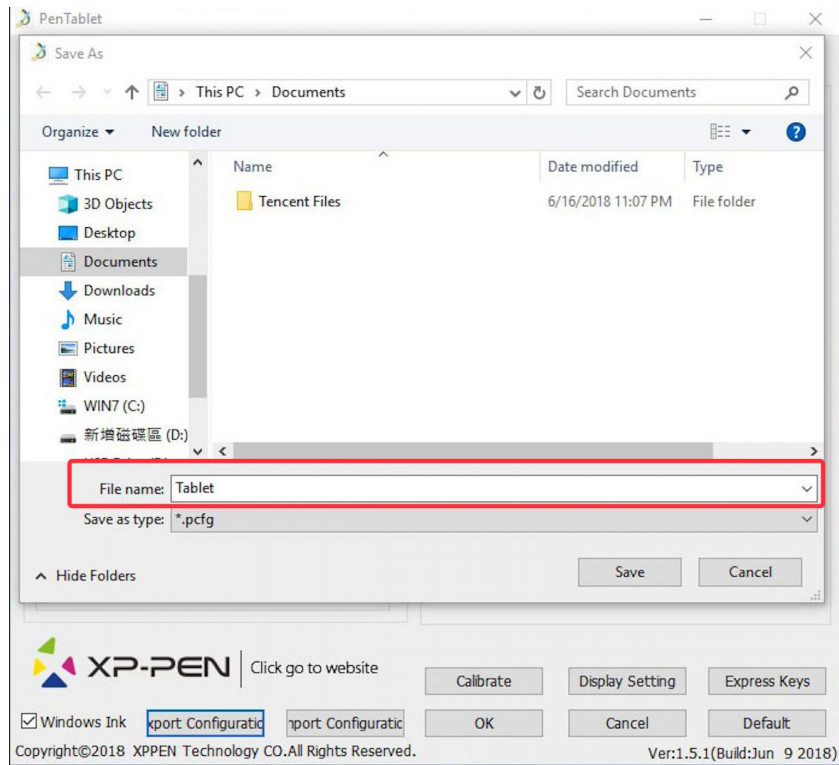 PenTablet
Save As
This PC > Documents
Search Documents
Organize
New folder
Name
Date modified
Type
This PC
Tencent Files
6/16/2018 11:07 PM
File folder
3D Objects
Desktop
Documents
Downloads
Music
Pictures
Videos
WIN7 (C:)
新增磁碟區 (D:)
File name: Tablet
Save as type: *.pcfg
Hide Folders
Save
Cancel
XP-PEN
Click go to website
Calibrate
Display Setting
Express Keys
Windows Ink
xport Configuratic
nport Configuratic
OK
Cancel
Default
Copyright©2018 XPPEN Technology CO.All Rights Reserved.
Ver:1.5.1(Build:Jun 9 2018)